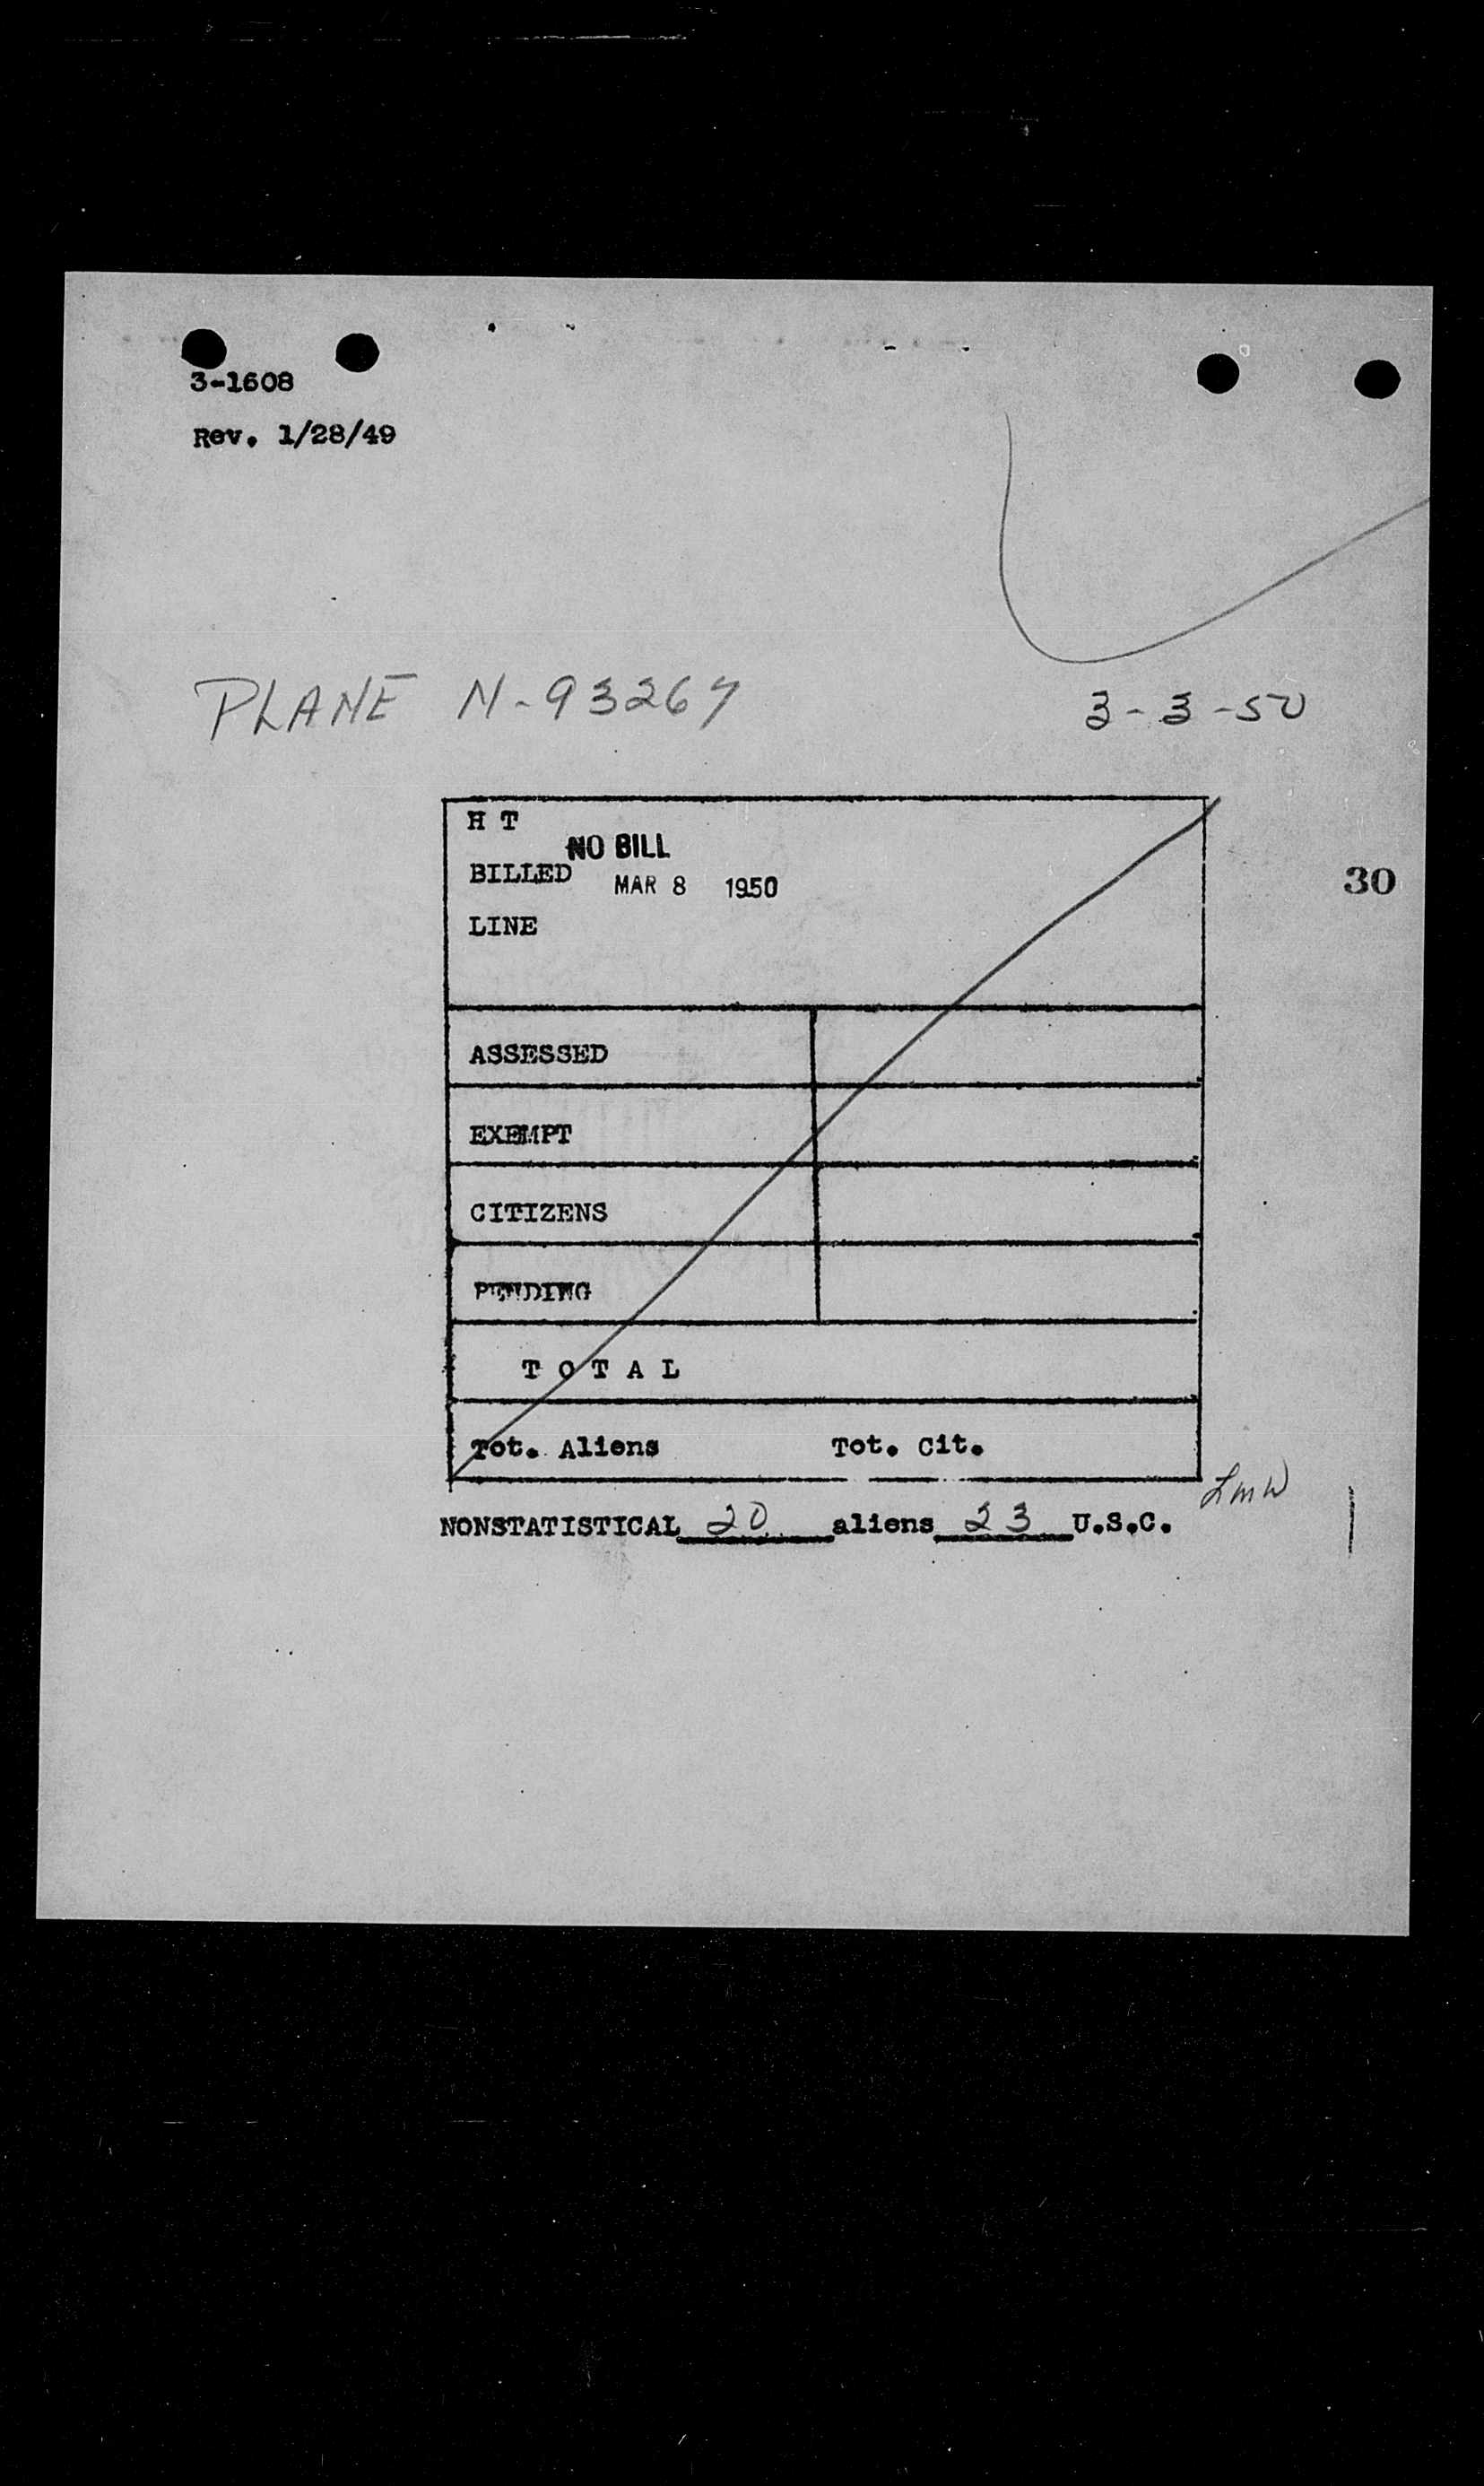 3-1608
Rev. 1/28/49
PLANE N-93267 3-3-50
H T
NO BILL
BILLED MAR 8 1950
30
LINE
ASSESSED
EXEMPT
CITIZENS
PENDING
T O T A L
Tot. Aliens Tot. Cit.
LMW
NONSTATISTICAL 20 aliens 23 U.S.C.